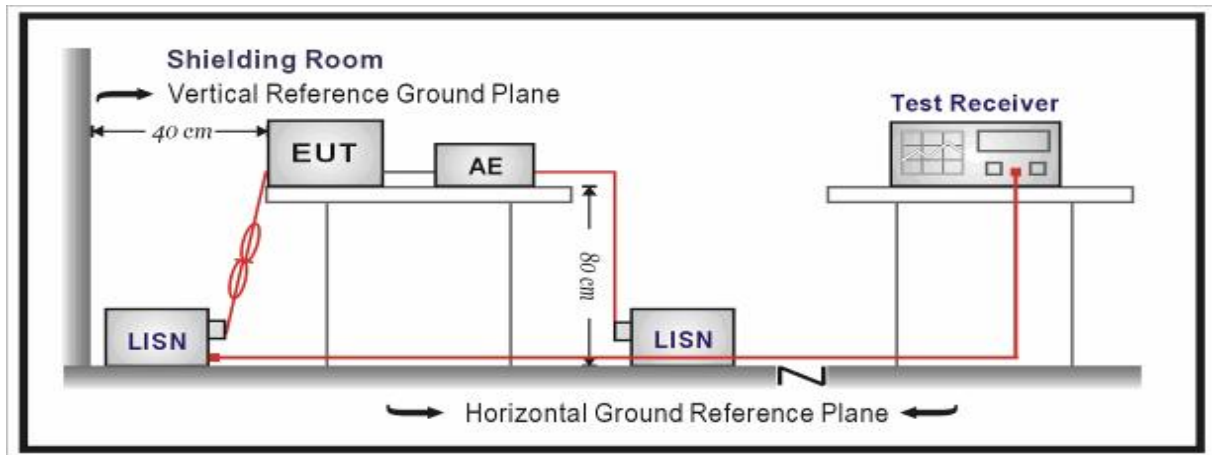 Shielding Room
Vertical Reference Ground Plane
40 cm
EUT
AE
Test Receiver
80 cm
LISN
LISN
Horizontal Ground Reference Plane